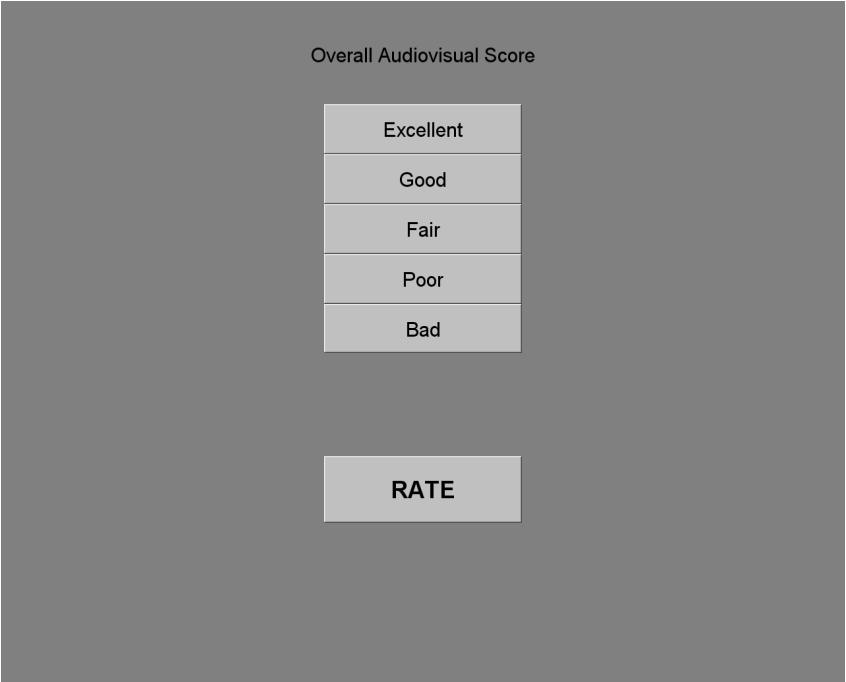 Overall Audiovisual Score
Excellent
Good
Fair
Poor
Bad
RATE